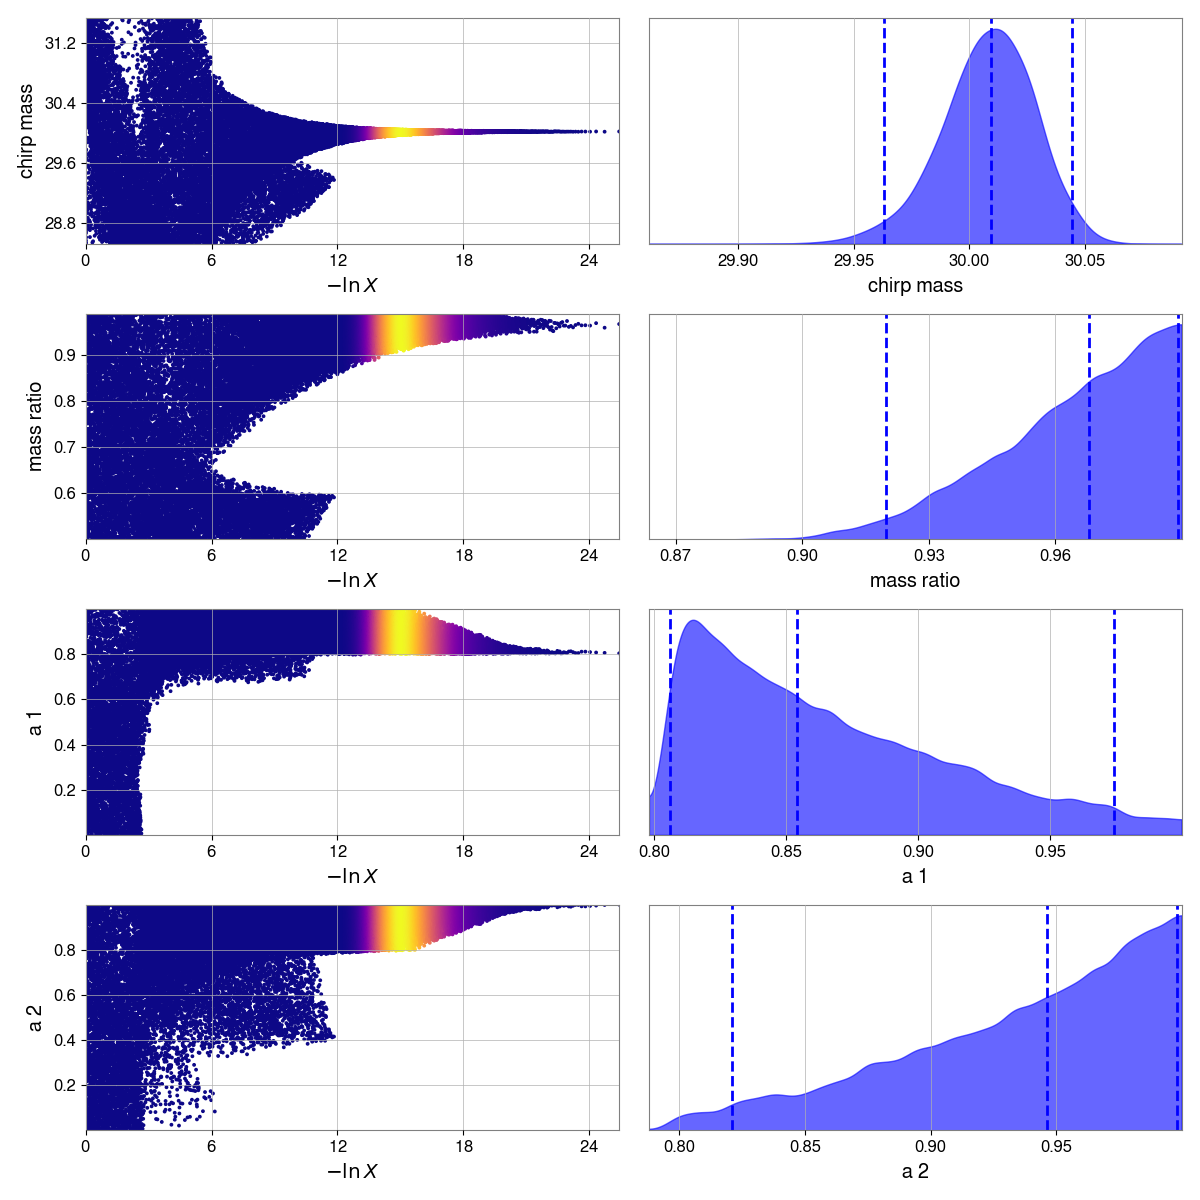 31.2
30.4
29.6
28.8
chirp mass
0 6 12 18 24
−ln X
29.90 29.95 30.00 30.05
chirp mass
0.9
0.8
0.7
0.6
mass ratio
0 6 12 18 24
−ln X
0.87 0.90 0.93 0.96
mass ratio
0.8
0.6
0.4
0.2
a 1
0 6 12 18 24
−ln X
0.80 0.85 0.90 0.95
a 1
0.8
0.6
0.4
0.2
a 2
0 6 12 18 24
−ln X
0.80 0.85 0.90 0.95
a 2